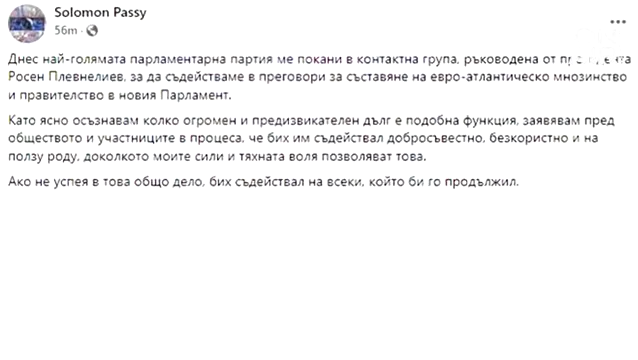 Solomon Passy
56m
Днес най-голямата парламентарна партия ме покани в контактна група, ръководена от
Росен Плевнелиев, за да съдействаме в преговори за съставяне на евро-атлантическо мнозинство
и правителство в новия Парламент.
Като ясно осъзнавам колко огромен и предизвикателен дълг е подобна функция, заявявам пред
обществото и участниците в процеса, че бих им съдействал добросъвестно, безкористно и на
ползу роду, доколкото моите сили и тяхната воля позволяват това.
Ако не успея в това общо дело, бих съдействал на всеки, който би го продължил.